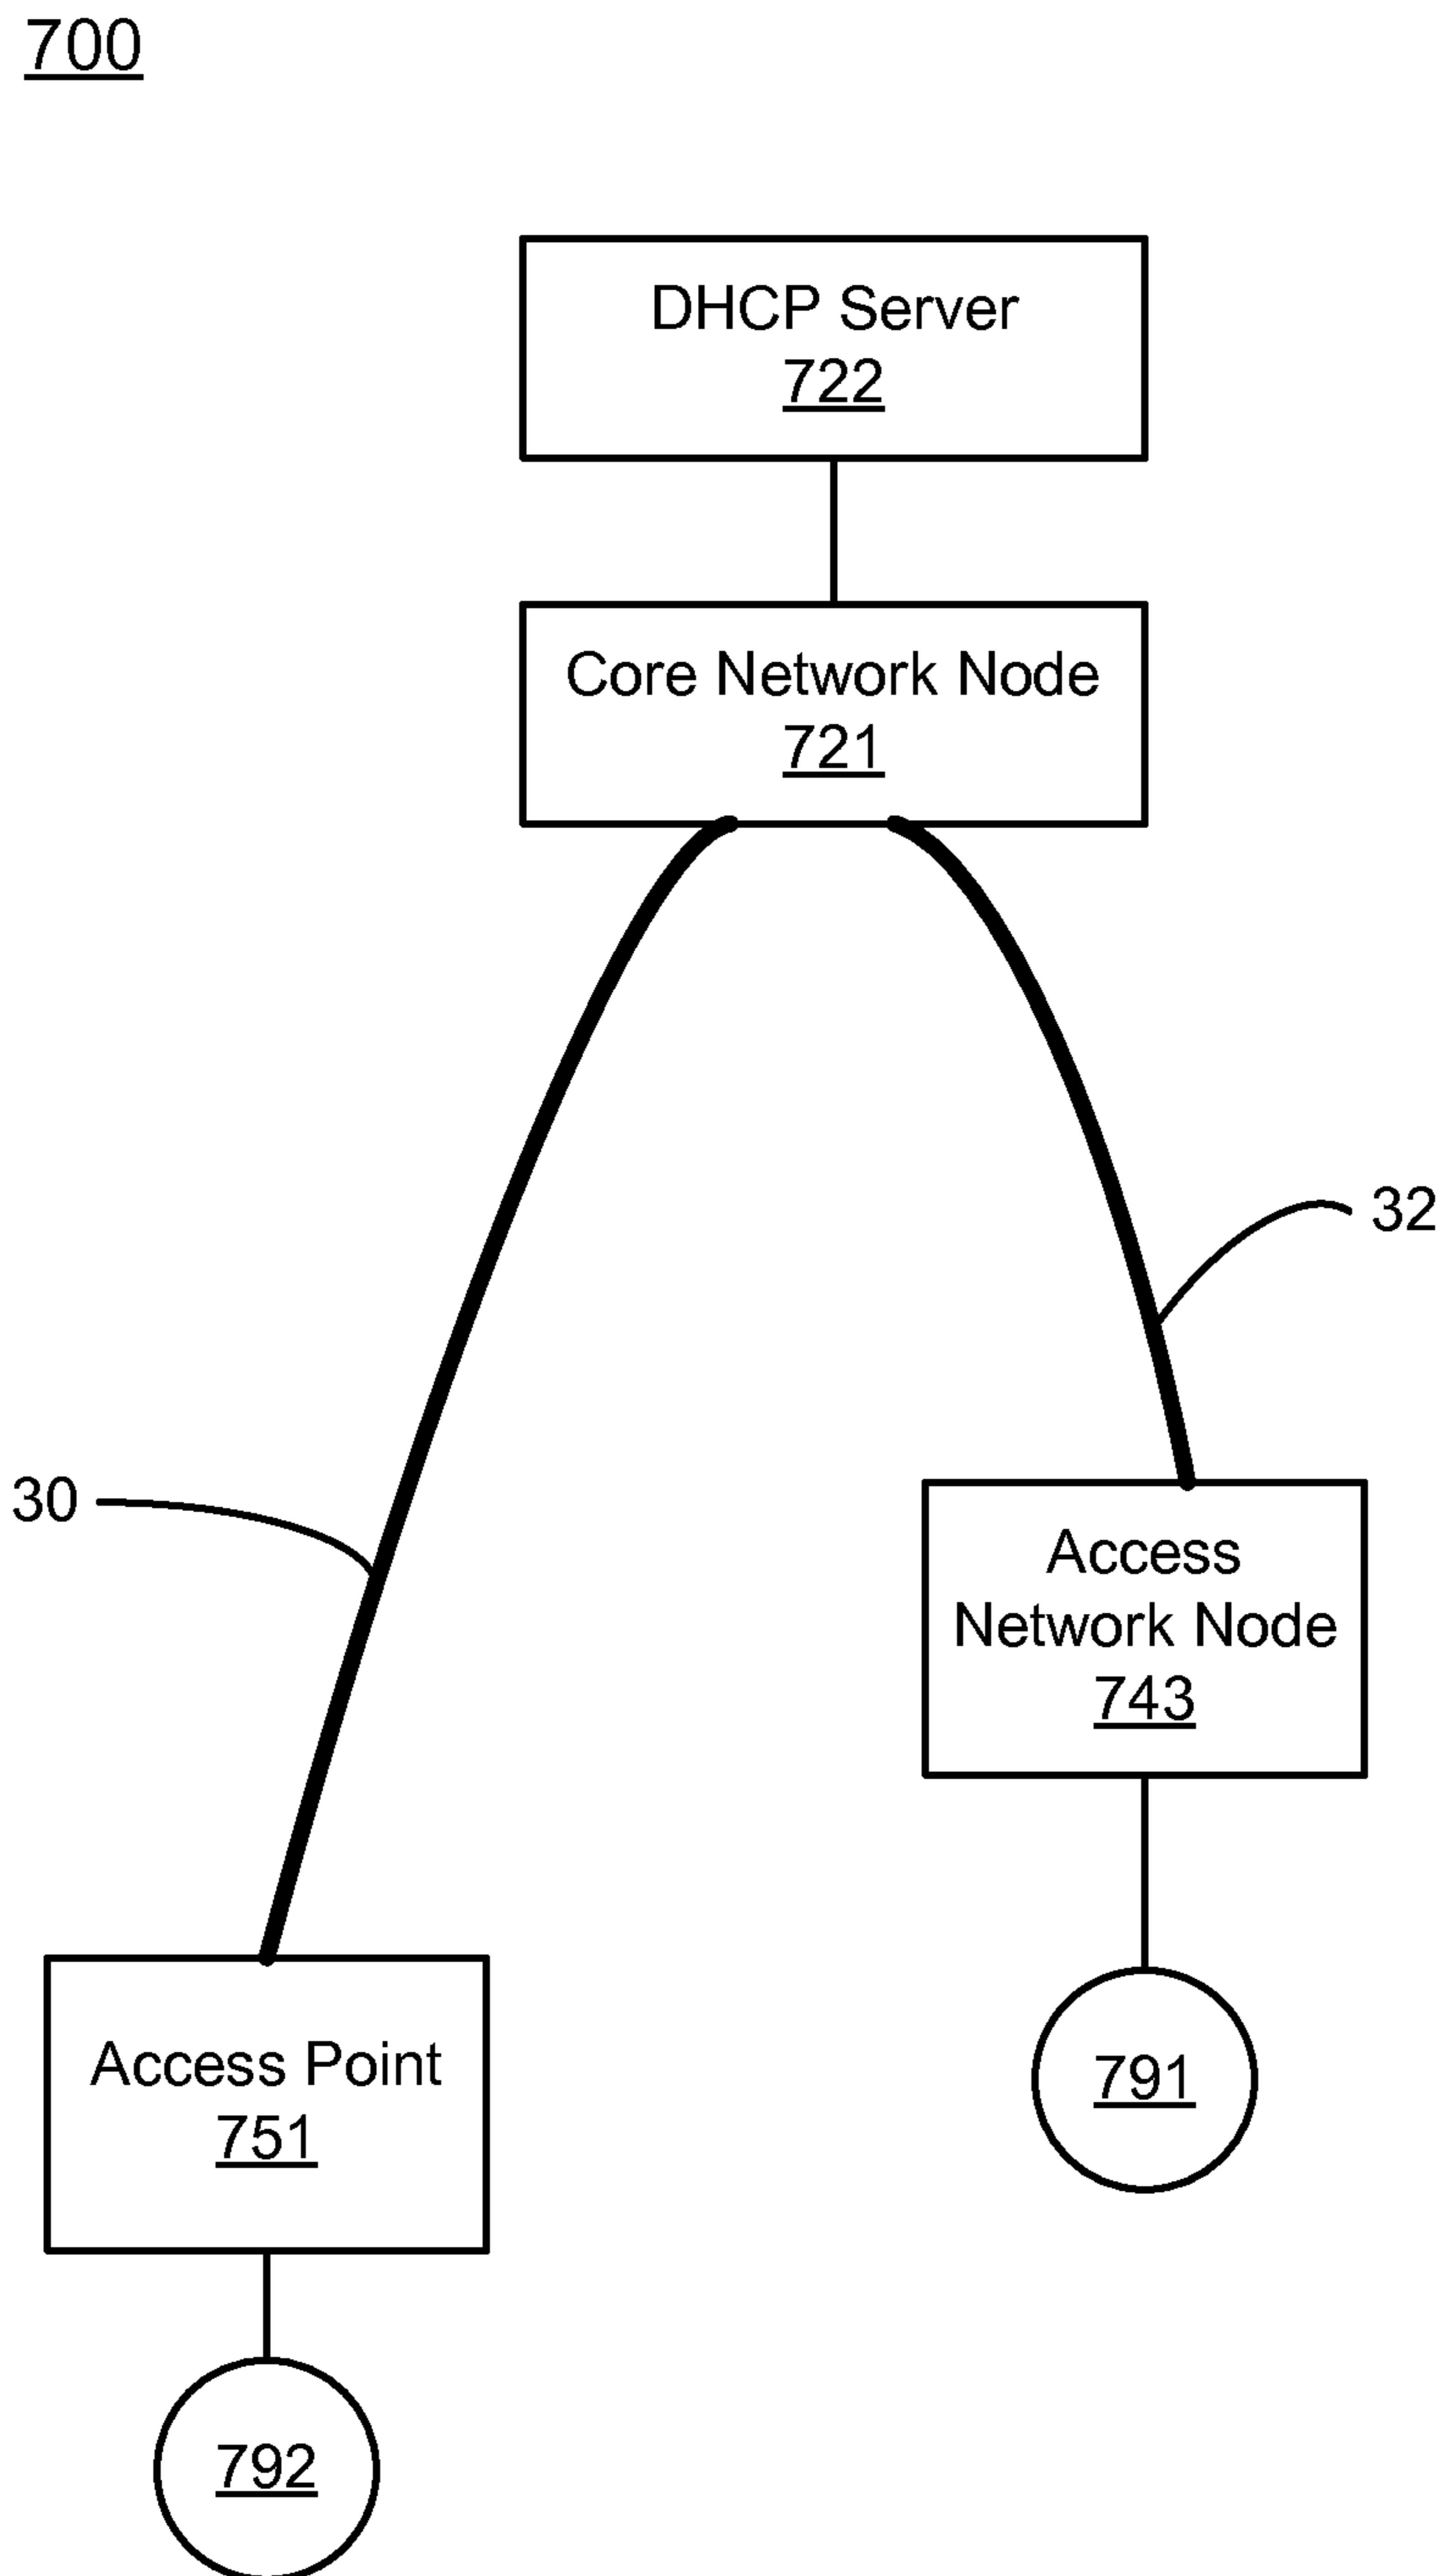 700
DHCP Server
722
Core Network Node
721
32
30
Access
Network Node
743
Access Point
751
791
792